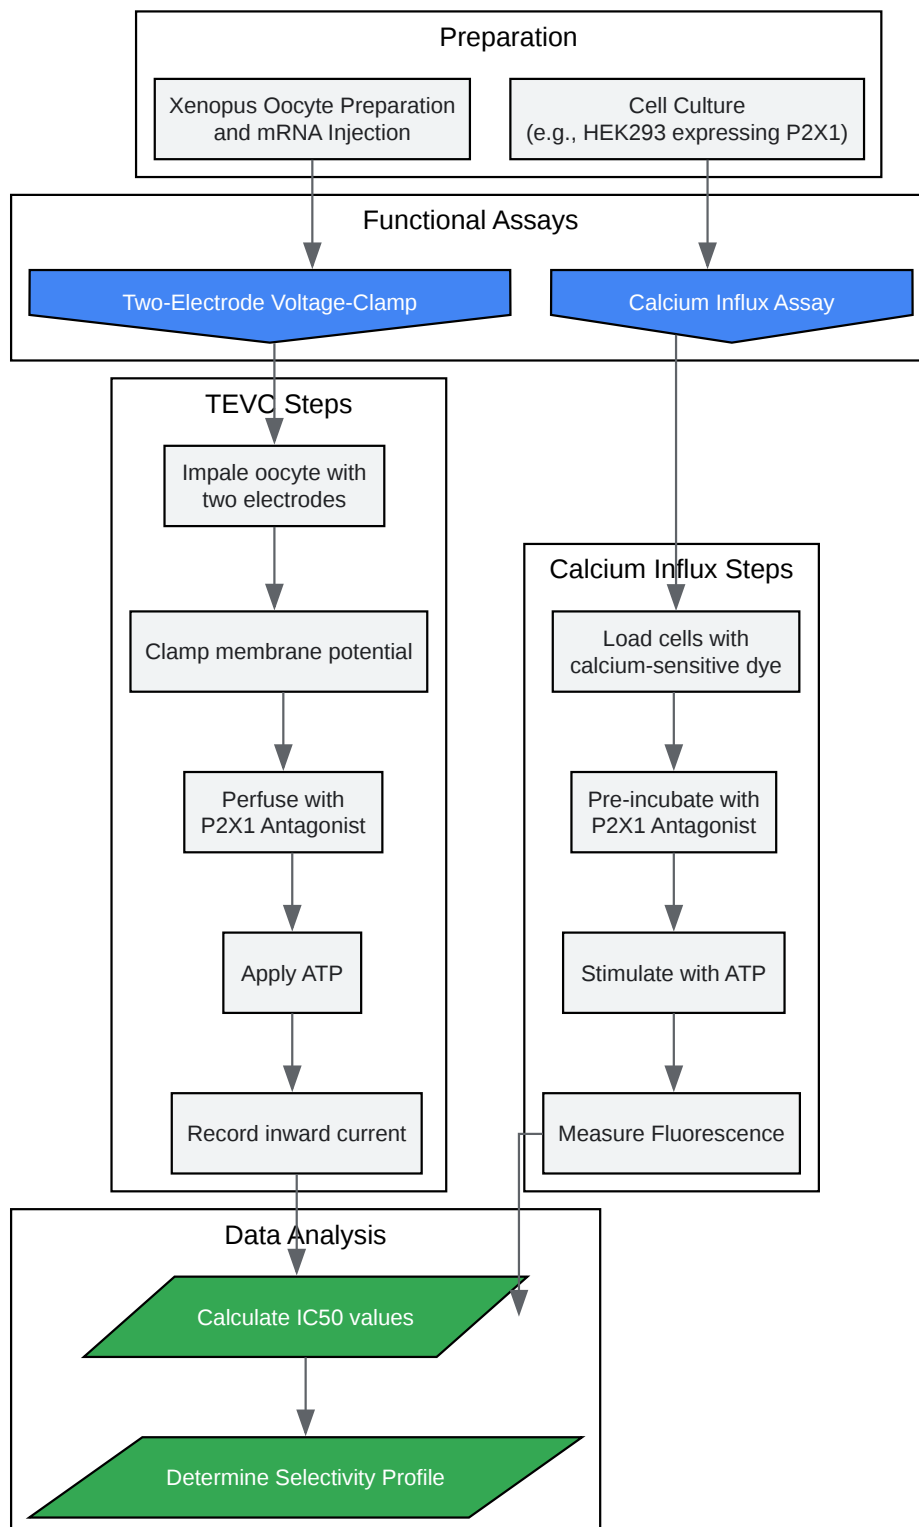 Preparation
Xenopus Oocyte Preparation
and mRNA Injection
Cell Culture
(e.g., HEK293 expressing P2X1)
Functional Assays
Two-Electrode Voltage-Clamp
Calcium Influx Assay
TEVC Steps
Impale oocyte with
two electrodes
Clamp membrane potential
Perfuse with
P2X1 Antagonist
Apply ATP
Record inward current
Calcium Influx Steps
Load cells with
calcium-sensitive dye
Pre-incubate with
P2X1 Antagonist
Stimulate with ATP
Measure Fluorescence
Data Analysis
Calculate IC50 values
Determine Selectivity Profile